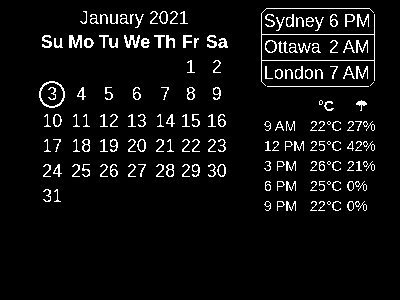 January 2021
Su Mo Tu We Th Fr Sa
1 2
3 4 5 6 7 8 9
10 11 12 13 14 15 16
17 18 19 20 21 22 23
24 25 26 27 28 29 30
31
Sydney 6 PM
Ottawa 2 AM
London 7 AM
°C ☂
9 AM 22°C 27%
12 PM 25°C 42%
3 PM 26°C 21%
6 PM 25°C 0%
9 PM 22°C 0%